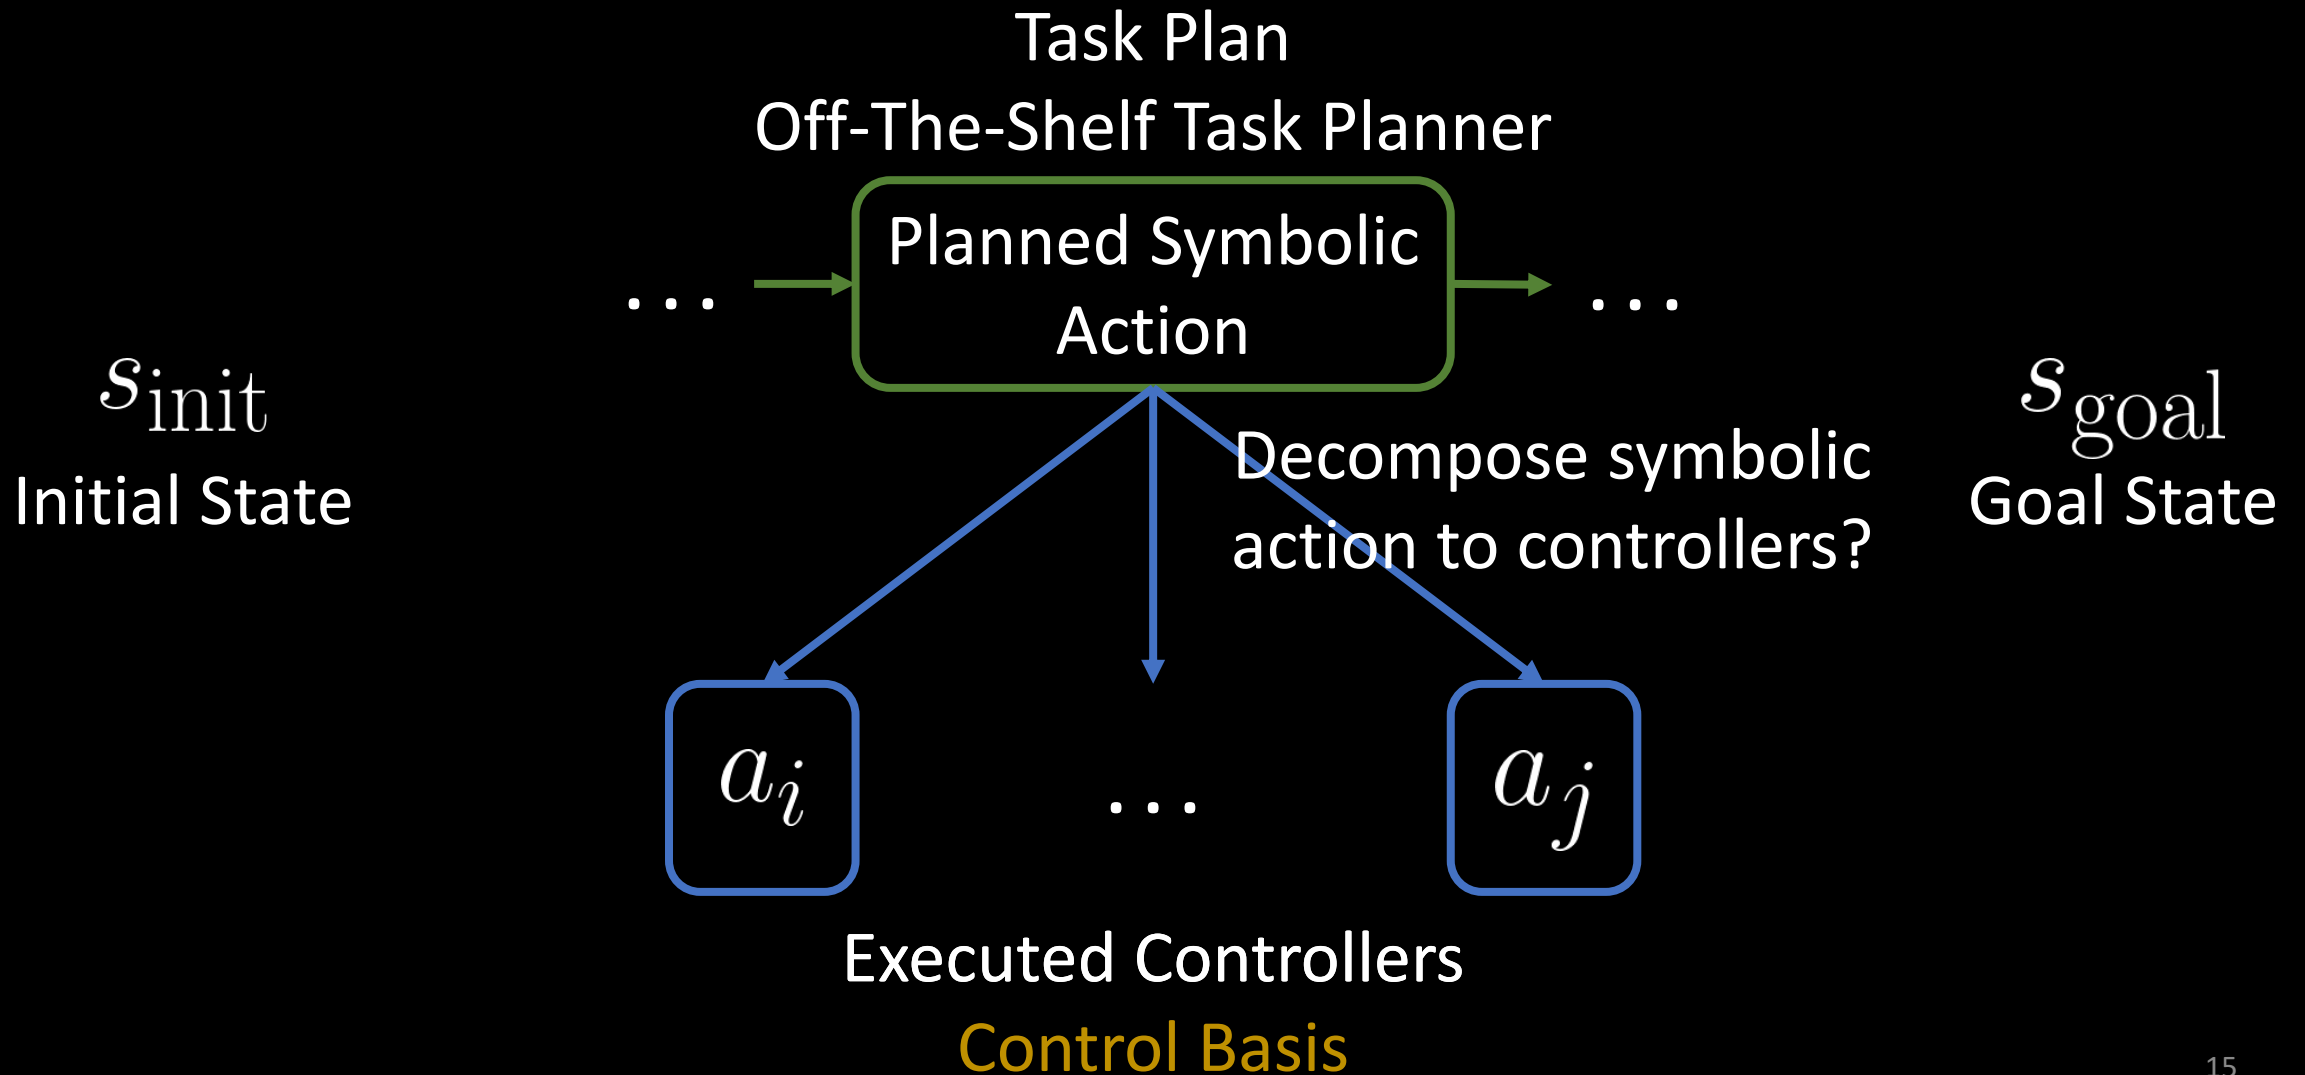 Task Plan
Off-The-Shelf Task Planner
Planned Symbolic
Action
...
...
s_init
Initial State
s_goal
Goal State
Decompose symbolic
action to controllers?
a_i
...
a_j
Executed Controllers
Control Basis
15